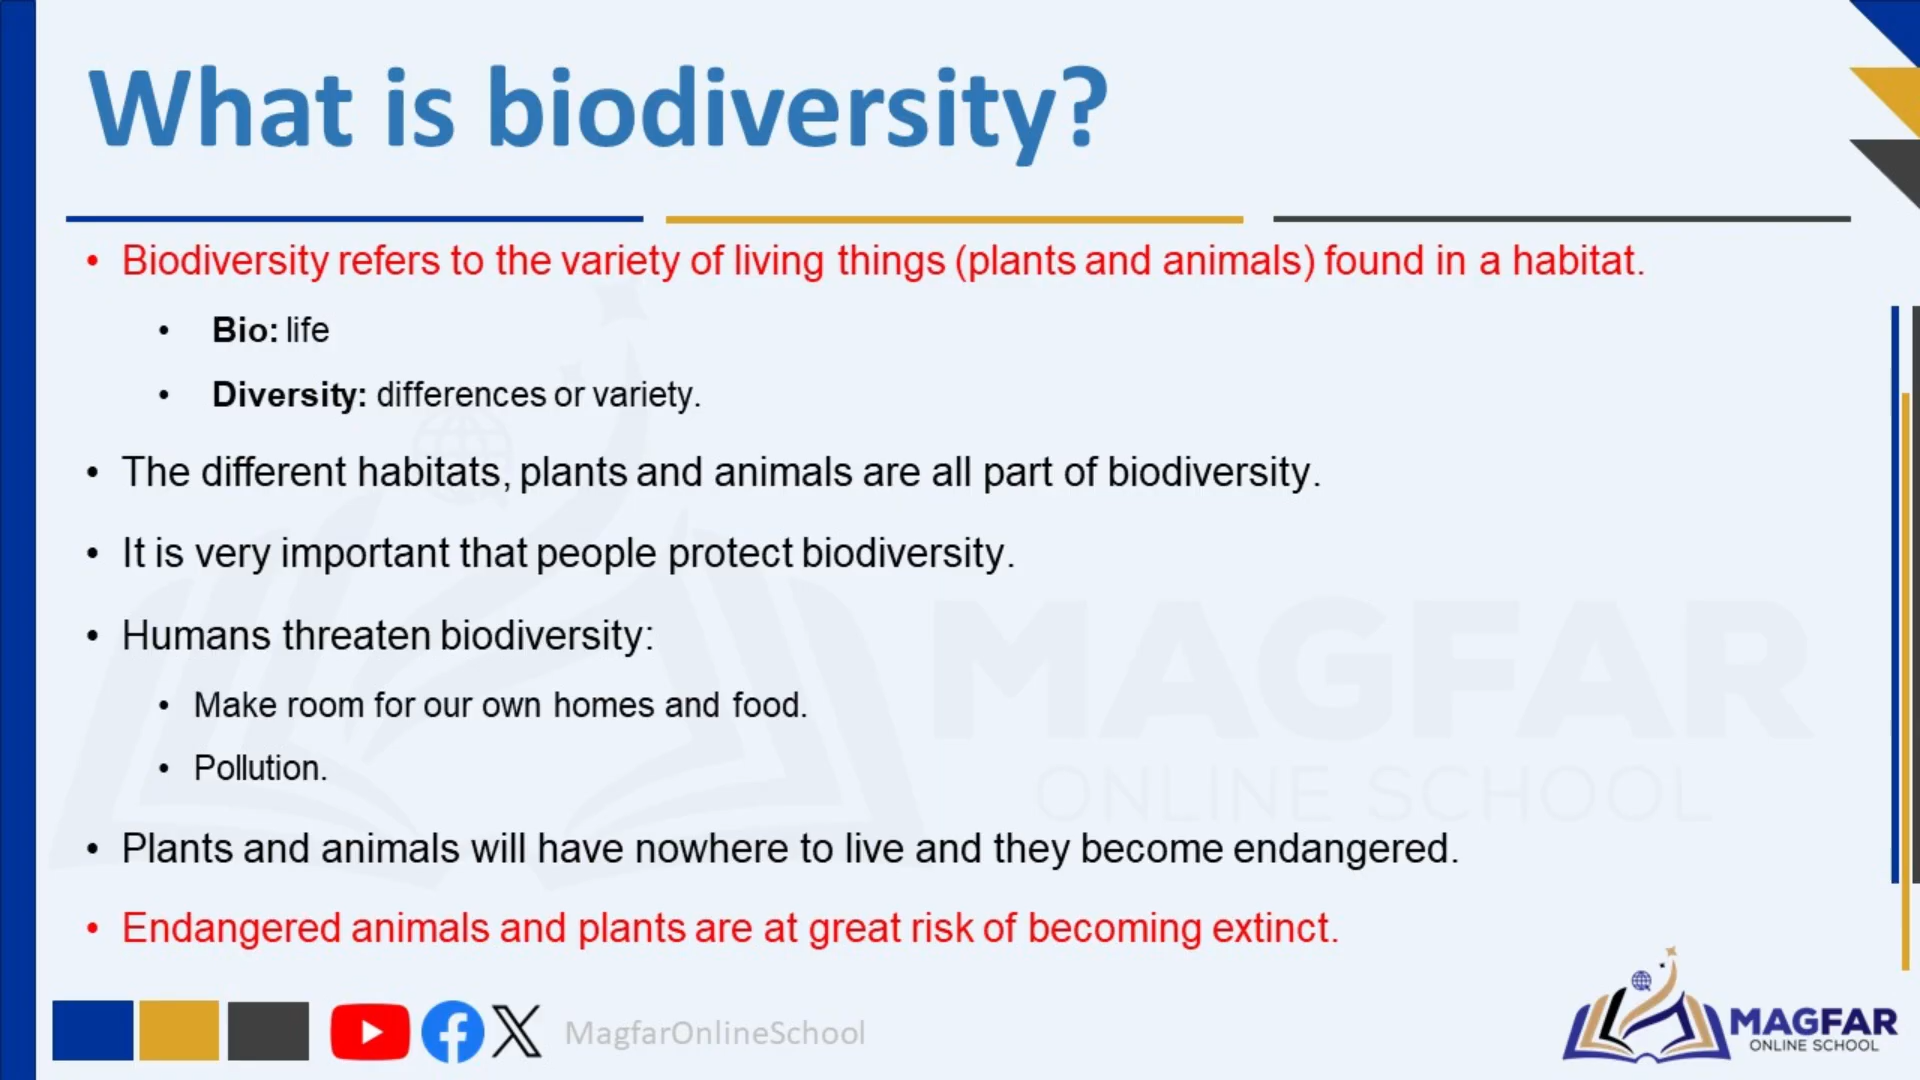 What is biodiversity?
• Biodiversity refers to the variety of living things (plants and animals) found in a habitat.
• Bio: life
• Diversity: differences or variety.
• The different habitats, plants and animals are all part of biodiversity.
• It is very important that people protect biodiversity.
• Humans threaten biodiversity:
• Make room for our own homes and food.
• Pollution.
• Plants and animals will have nowhere to live and they become endangered.
• Endangered animals and plants are at great risk of becoming extinct.
MAGFAR
ONLINE SCHOOL
MagfarOnlineSchool
MAGFAR
ONLINE SCHOOL